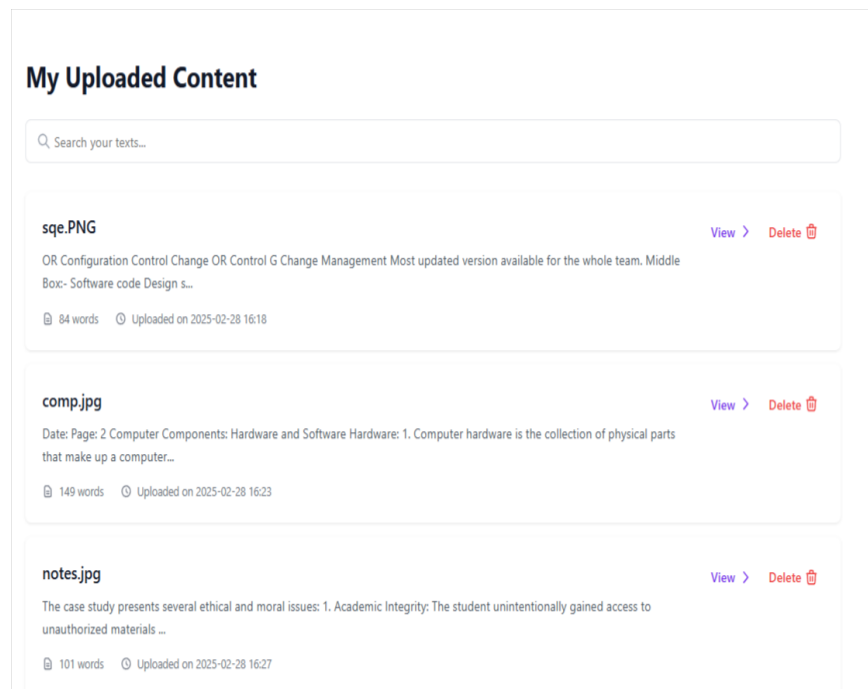 My Uploaded Content
Search your texts...
sqe.PNG
View
Delete
OR Configuration Control Change OR Control G Change Management Most updated version available for the whole team. Middle
Box:- Software code Design s...
84 words
Uploaded on 2025-02-28 16:18
comp.jpg
View
Delete
Date: Page: 2 Computer Components: Hardware and Software Hardware: 1. Computer hardware is the collection of physical parts
that make up a computer...
149 words
Uploaded on 2025-02-28 16:23
notes.jpg
View
Delete
The case study presents several ethical and moral issues: 1. Academic Integrity: The student unintentionally gained access to
unauthorized materials ...
101 words
Uploaded on 2025-02-28 16:27